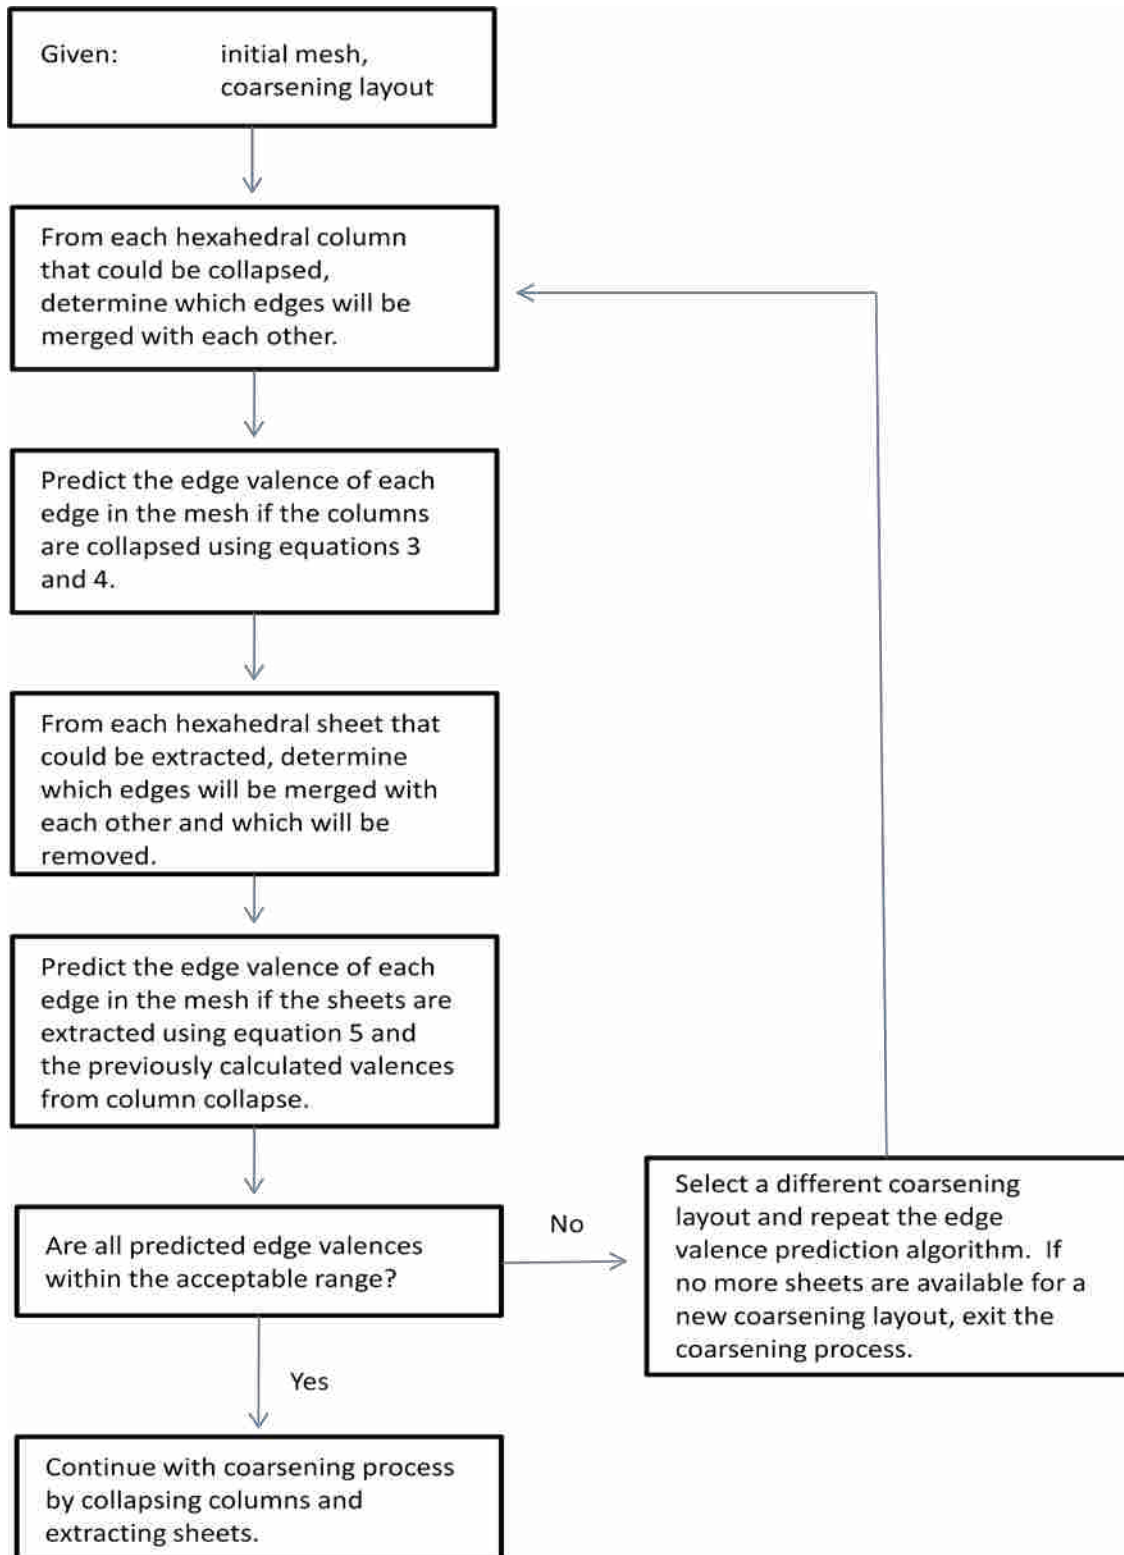 Given: initial mesh,
coarsening layout
From each hexahedral column
that could be collapsed,
determine which edges will be
merged with each other.
Predict the edge valence of each
edge in the mesh if the columns
are collapsed using equations 3
and 4.
From each hexahedral sheet that
could be extracted, determine
which edges will be merged with
each other and which will be
removed.
Predict the edge valence of each
edge in the mesh if the sheets are
extracted using equation 5 and
the previously calculated valences
from column collapse.
Are all predicted edge valences
within the acceptable range?
No
Select a different coarsening
layout and repeat the edge
valence prediction algorithm. If
no more sheets are available for a
new coarsening layout, exit the
coarsening process.
Yes
Continue with coarsening process
by collapsing columns and
extracting sheets.